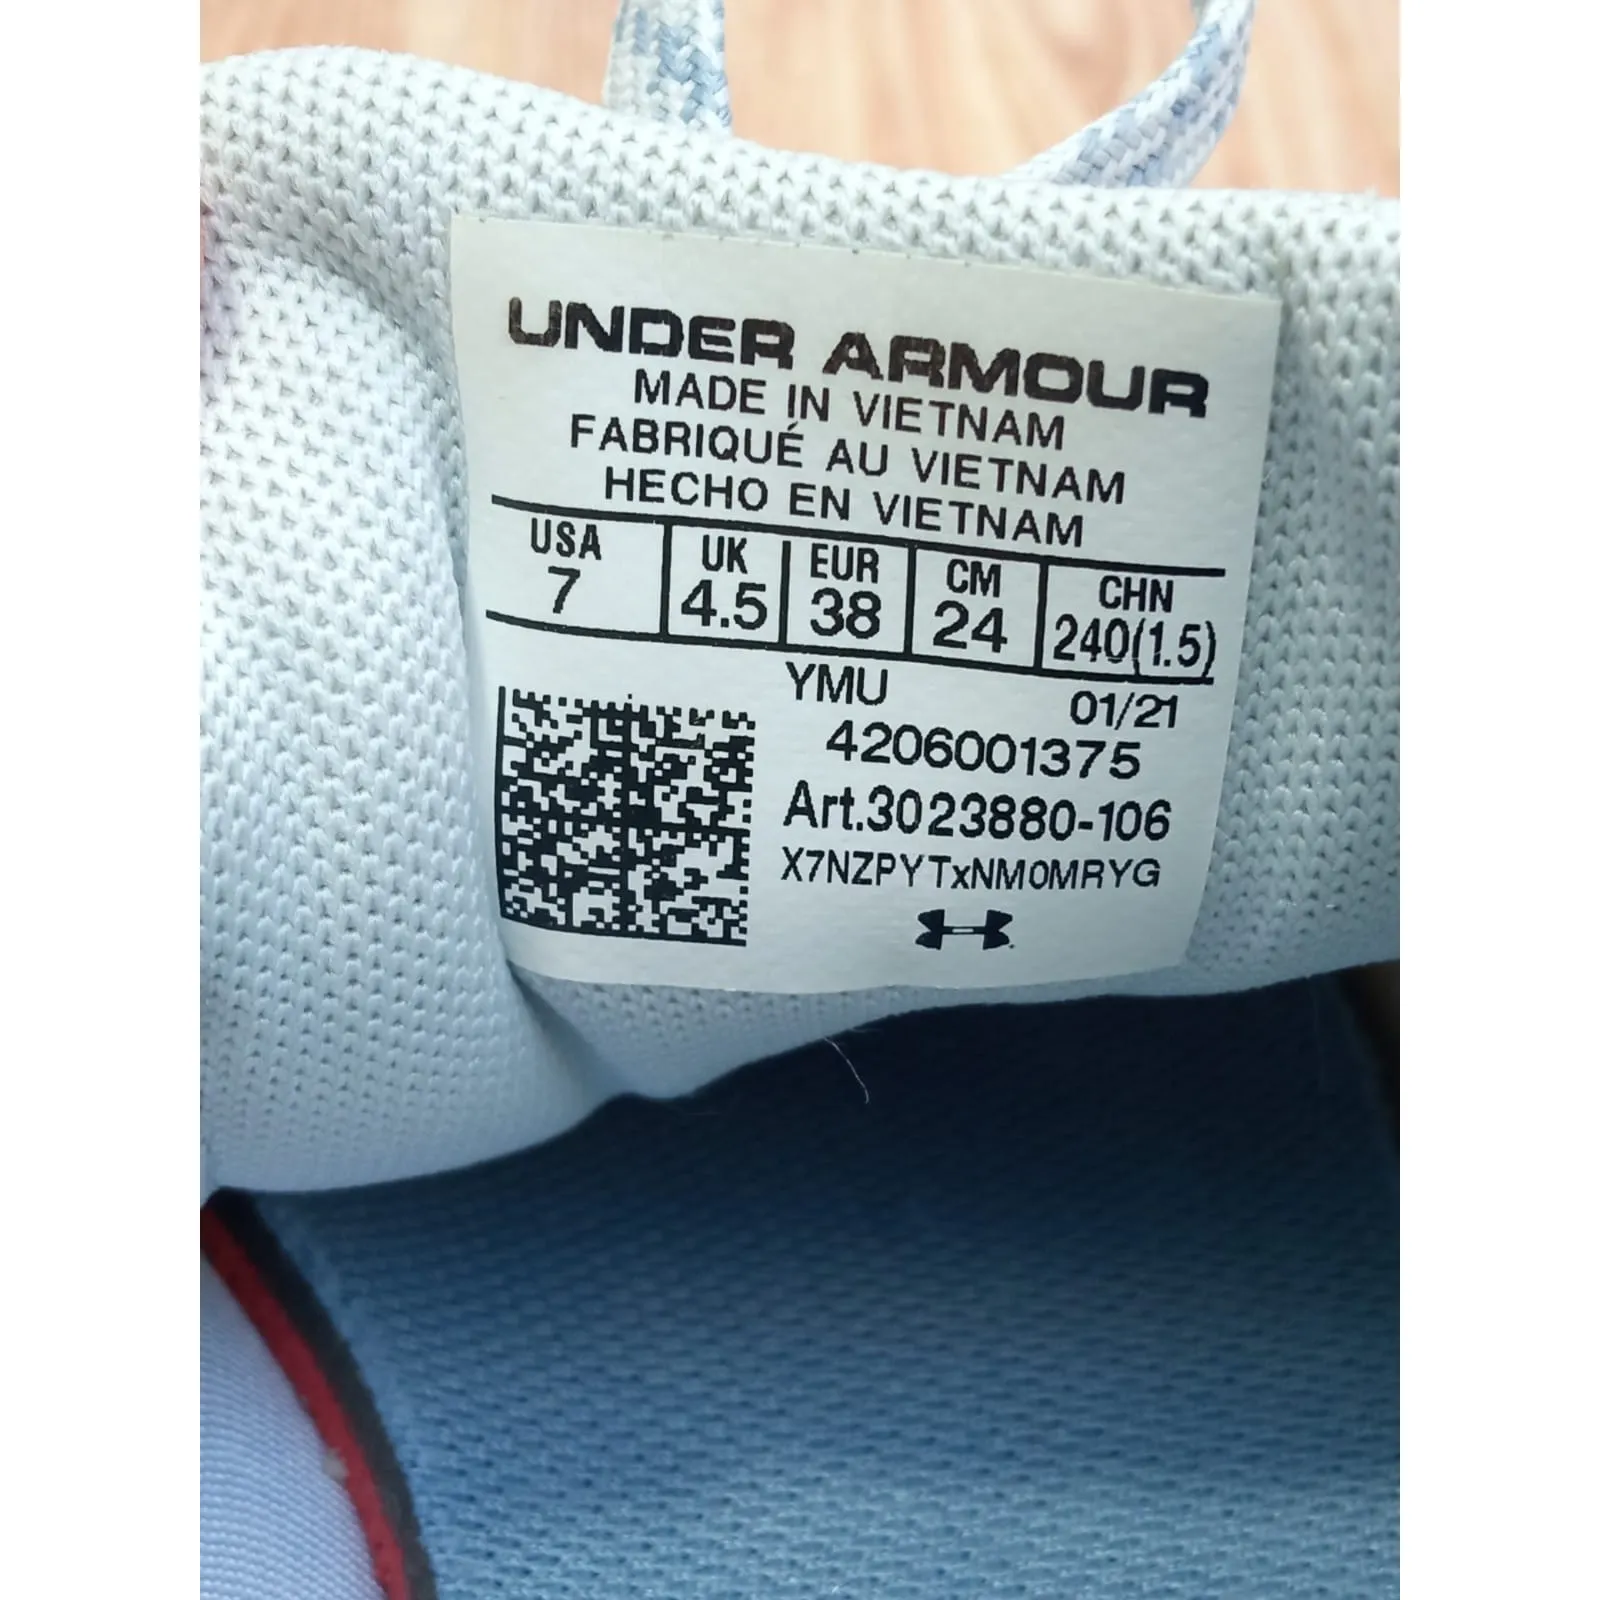 UNDER ARMOUR
MADE IN VIETNAM
FABRIQUÉ AU VIETNAM
HECHO EN VIETNAM
USA UK EUR CM CHN
7 4.5 38 24 240(1.5)
YMU 01/21
4206001375
Art.3023880-106
X7NZPYTxNM0MRYG